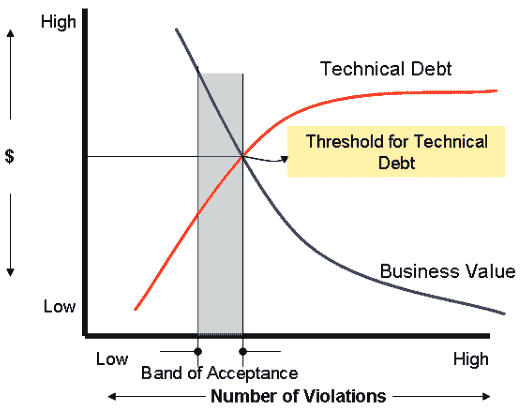 High
Technical Debt
Threshold for Technical
Debt
$
Business Value
Low
Low
High
Band of Acceptance
Number of Violations